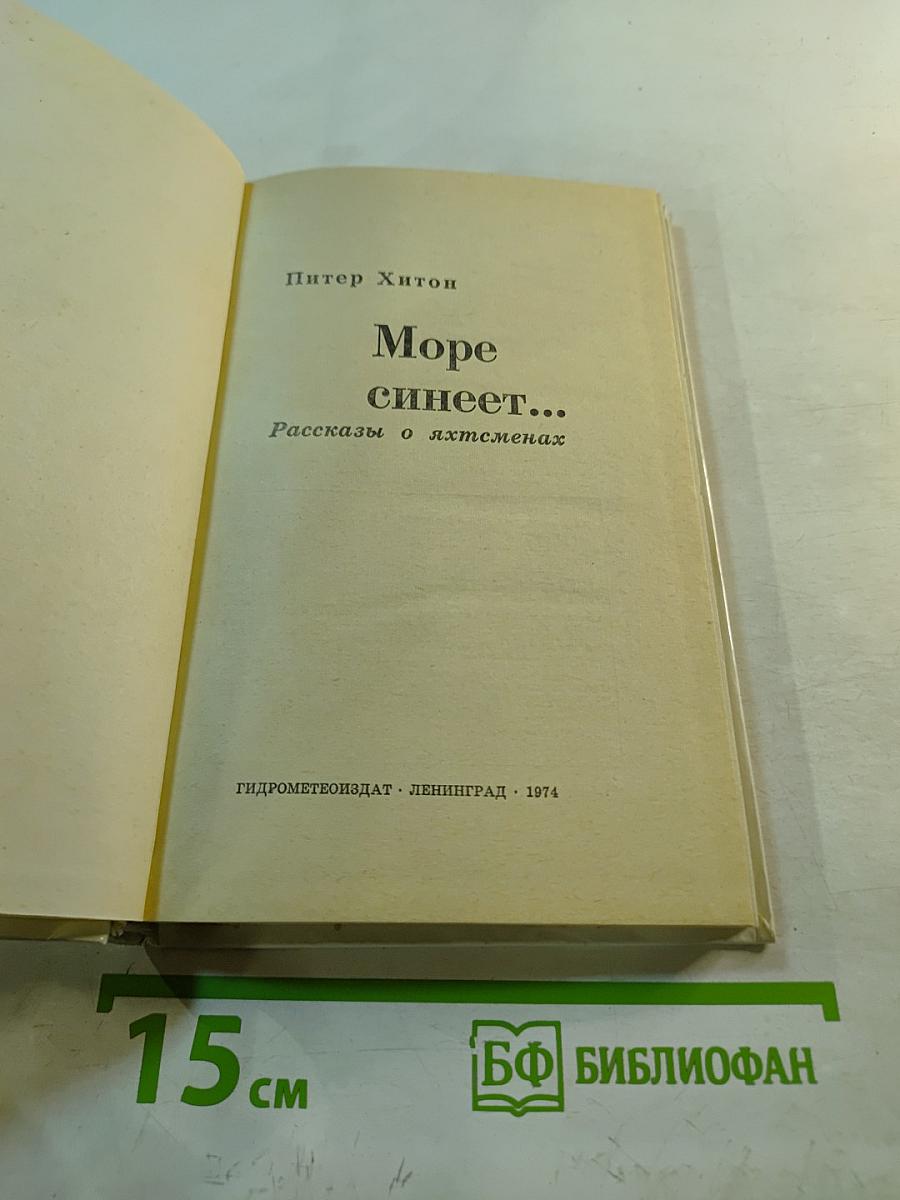 Питер Хитон
Море
синеет...
Рассказы о яхтсменах
ГИДРОМЕТЕОИЗДАТ · ЛЕНИНГРАД · 1974
15 см
БФ БИБЛИОФАН